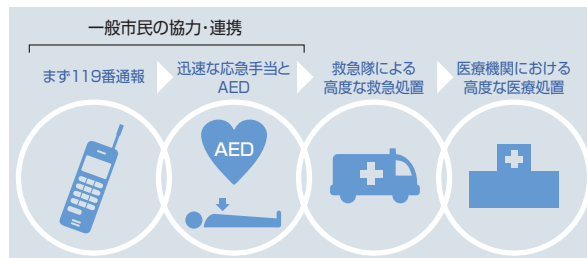 一般市民の協力・連携
まず119番通報
迅速な応急手当と
AED
救急隊による
高度な救急処置
医療機関における
高度な医療処置
AED